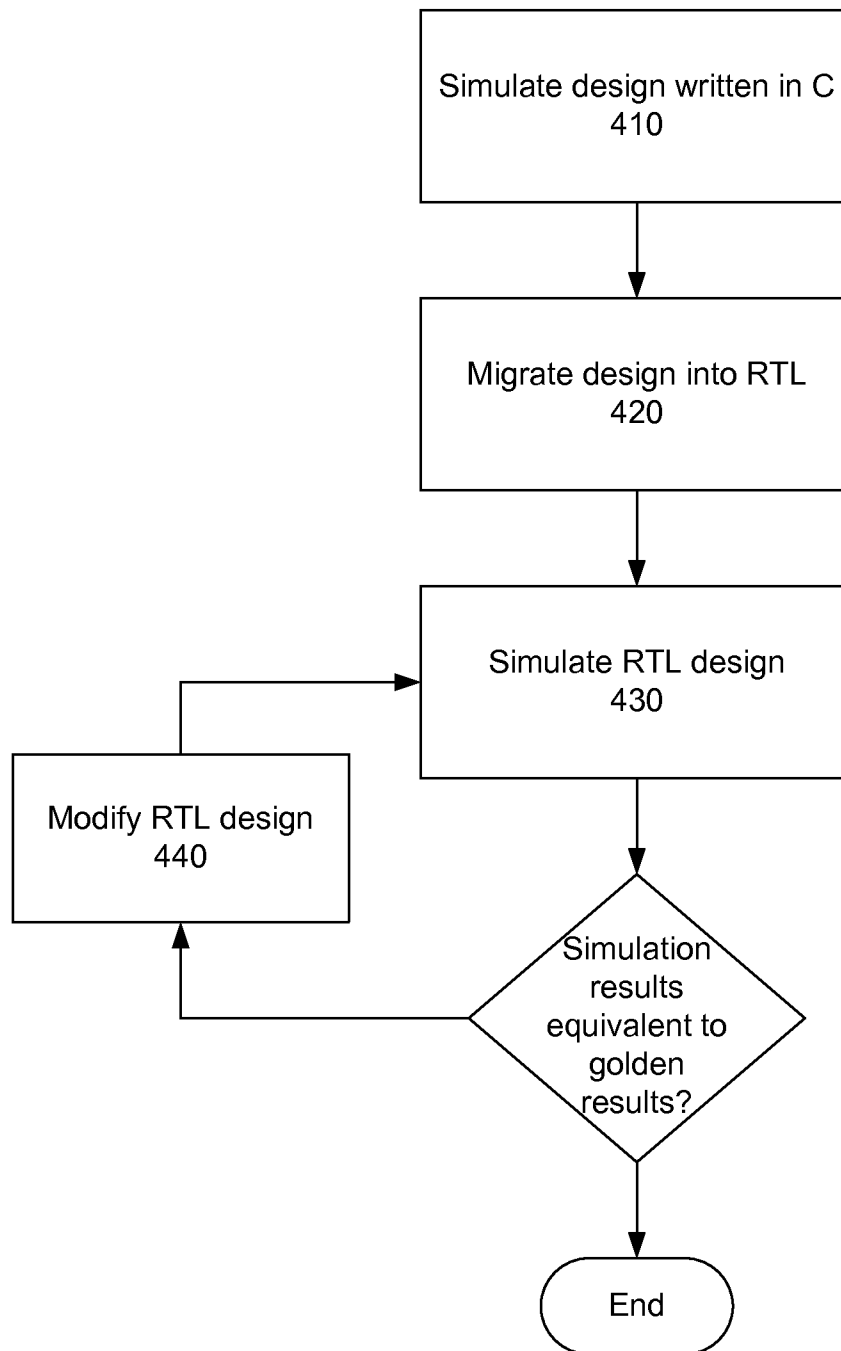 Simulate design written in C
410
Migrate design into RTL
420
Simulate RTL design
430
Modify RTL design
440
Simulation
results
equivalent to
golden
results?
End